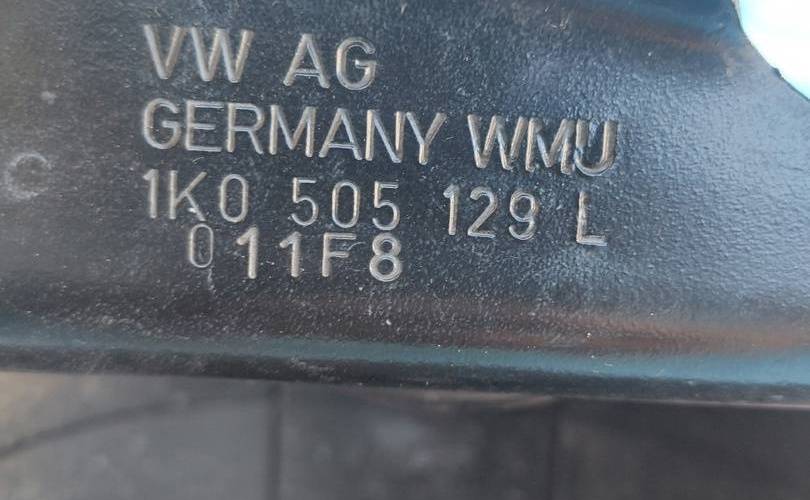 VW AG
GERMANY WMU
1K0 505 129 L
011F8